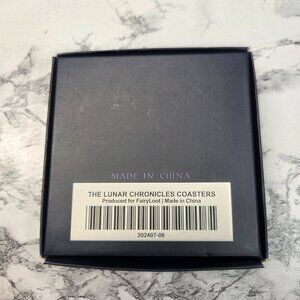 MADE IN CHINA
THE LUNAR CHRONICLES COASTERS
Produced for FairyLoot | Made in China
202407-06